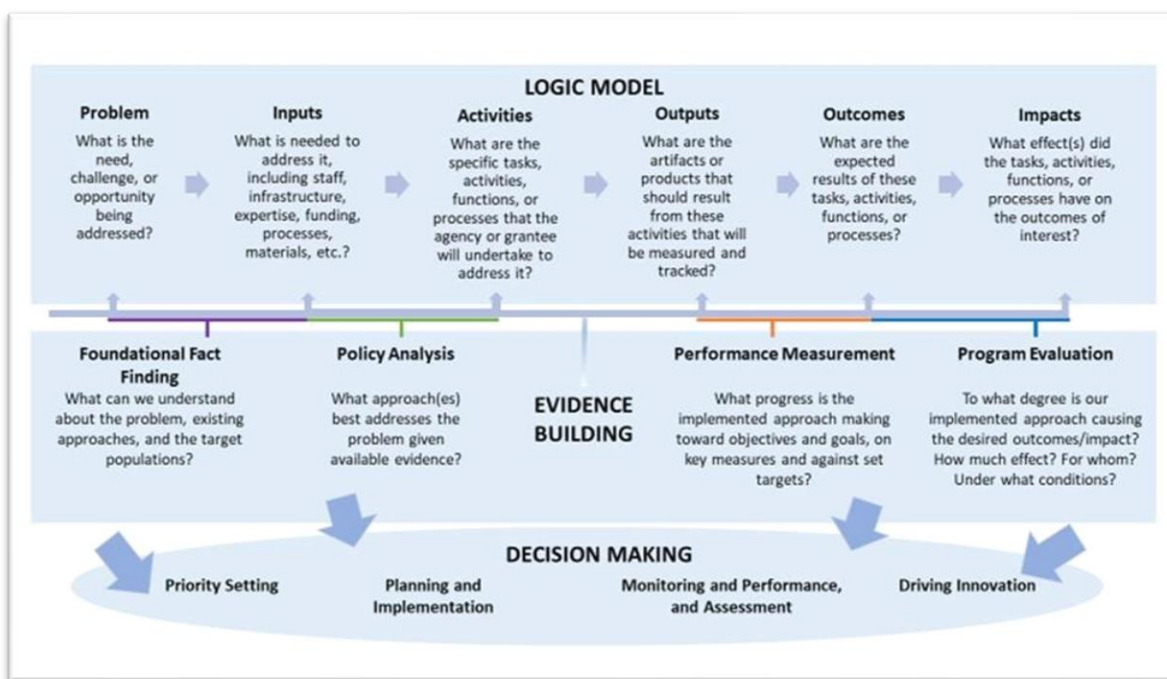 LOGIC MODEL
Problem
What is the
need,
challenge, or
opportunity
being
addressed?
Inputs
What is needed to
address it,
including staff,
infrastructure,
expertise, funding,
processes,
materials, etc.?
Activities
What are the
specific tasks,
activities,
functions, or
processes that the
agency or grantee
will undertake to
address it?
Outputs
What are the
artifacts or
products that
should result
from these
activities that will
be measured and
tracked?
Outcomes
What are the
expected
results of these
tasks, activities,
functions, or
processes?
Impacts
What effect(s) did
the tasks, activities,
functions, or
processes have on
the outcomes of
interest?
Foundational Fact
Finding
What can we understand
about the problem, existing
approaches, and the target
populations?
Policy Analysis
What approach(es)
best addresses the
problem given
available evidence?
EVIDENCE
BUILDING
Performance Measurement
What progress is the
implemented approach making
toward objectives and goals, on
key measures and against set
targets?
Program Evaluation
To what degree is our
implemented approach causing
the desired outcomes/impact?
How much effect? For whom?
Under what conditions?
DECISION MAKING
Priority Setting
Planning and
Implementation
Monitoring and Performance,
and Assessment
Driving Innovation